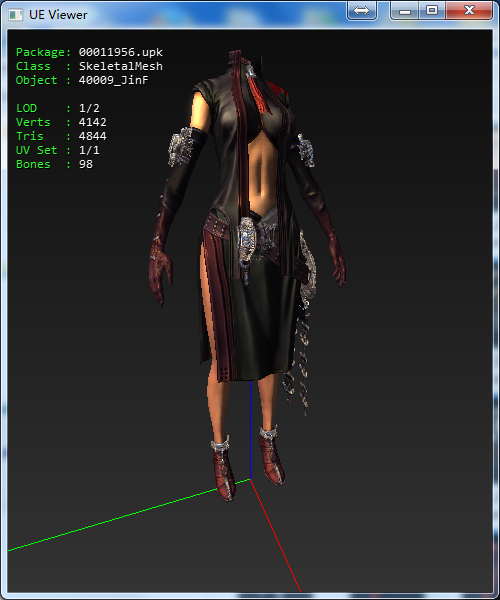 UE Viewer
Package: 00011956.upk
Class  : SkeletalMesh
Object : 40009_JinF
LOD    : 1/2
Verts  : 4142
Tris   : 4844
UV Set : 1/1
Bones  : 98